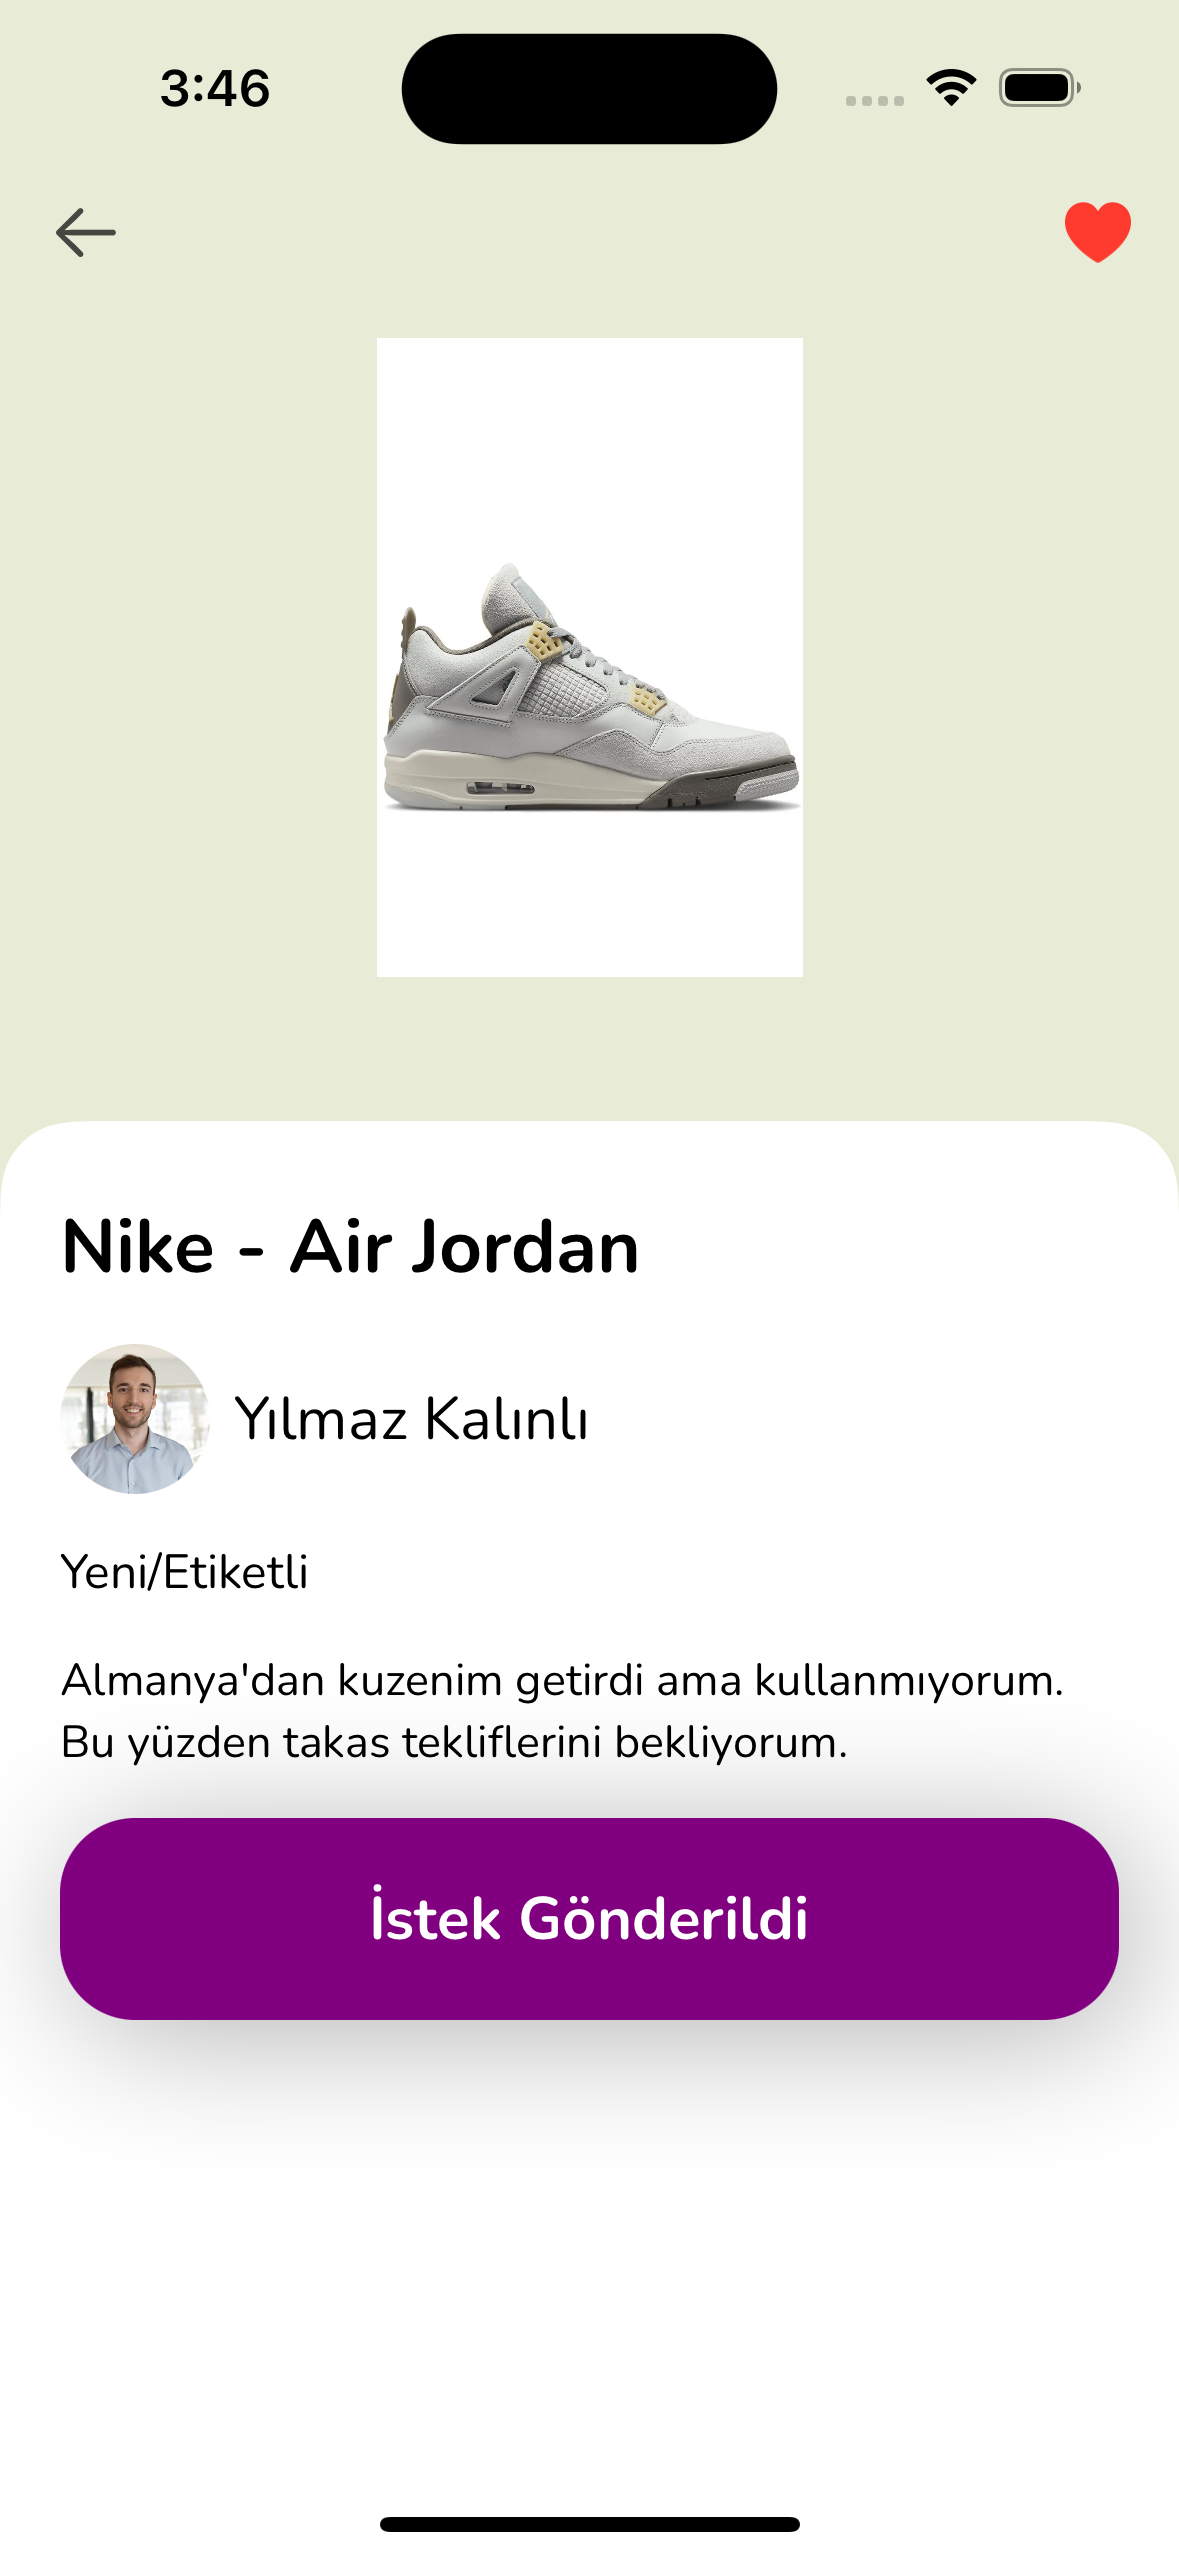 3:46
Nike - Air Jordan
Yılmaz Kalınlı
Yeni/Etiketli
Almanya'dan kuzenim getirdi ama kullanmıyorum.
Bu yüzden takas tekliflerini bekliyorum.
İstek Gönderildi